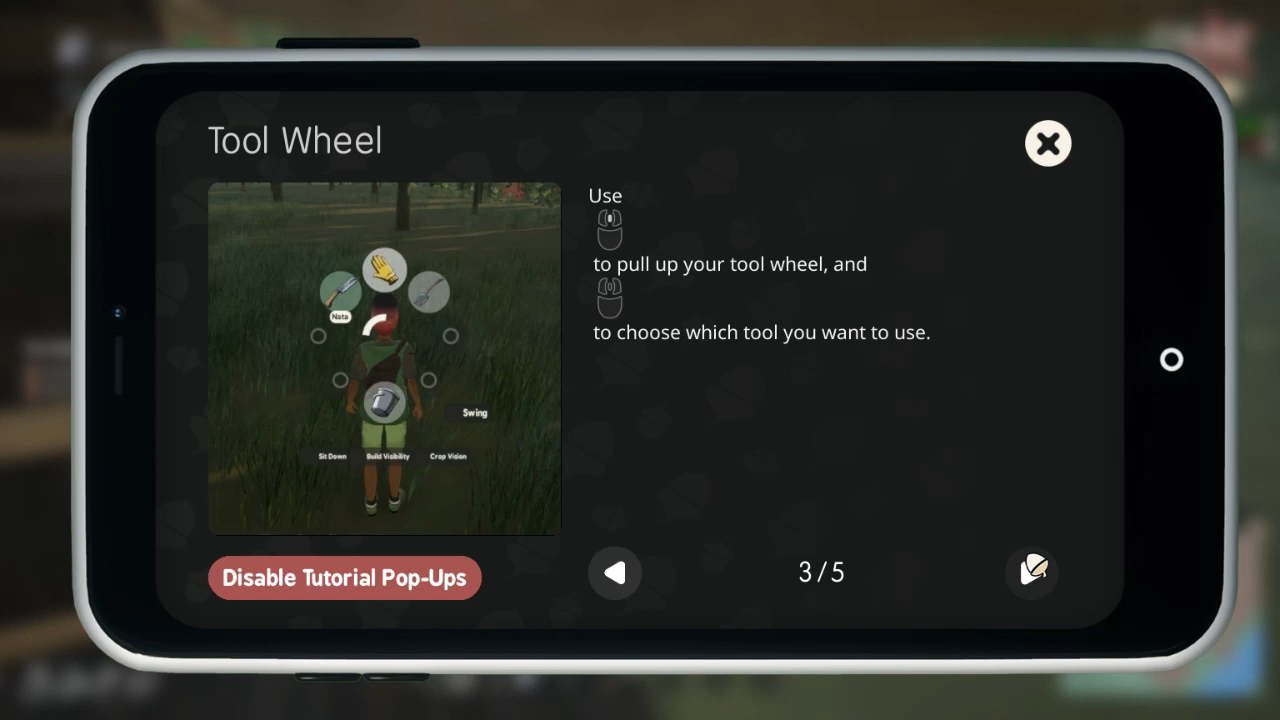 Tool Wheel
Use
to pull up your tool wheel, and
to choose which tool you want to use.
Nata
Swing
Sit Down Build Visibility Crop Vision
Disable Tutorial Pop-Ups
3/5